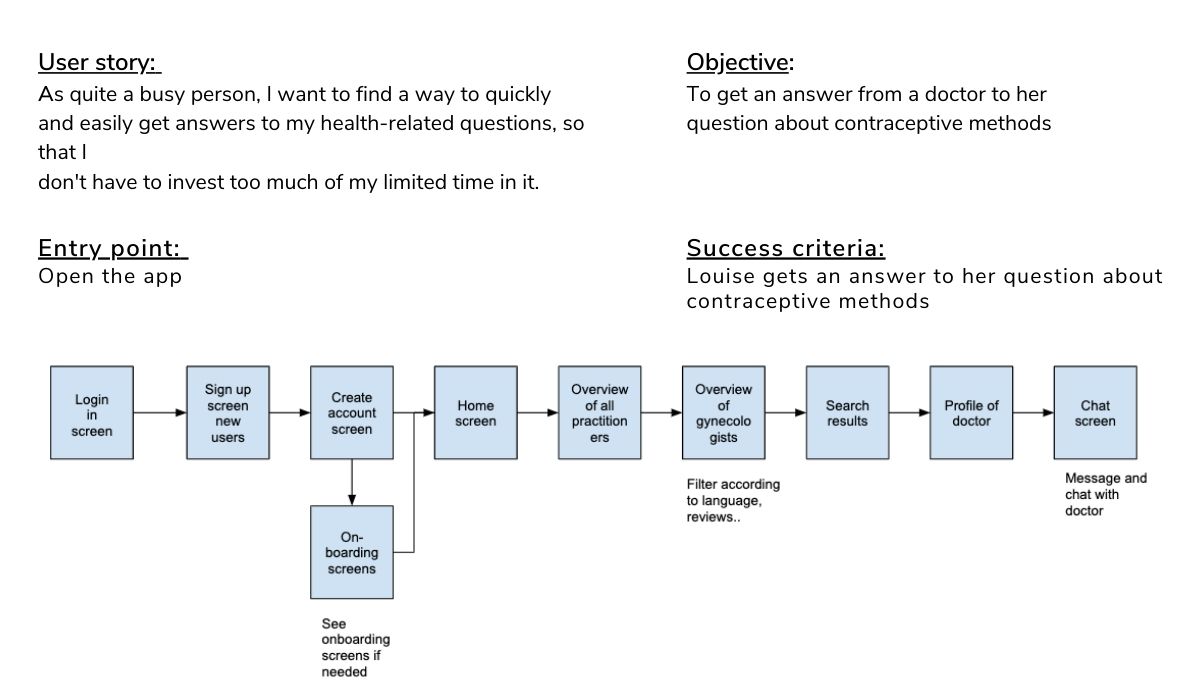 User story:
As quite a busy person, I want to find a way to quickly
and easily get answers to my health-related questions, so
that I
don't have to invest too much of my limited time in it.
Objective:
To get an answer from a doctor to her
question about contraceptive methods
Entry point:
Open the app
Success criteria:
Louise gets an answer to her question about
contraceptive methods
Login
in
screen
Sign up
screen
new
users
Create
account
screen
Home
screen
Overview
of all
practition
ers
Overview
of
gynecolo
gists
Search
results
Profile of
doctor
Chat
screen
Filter according
to language,
reviews..
Message and
chat with
doctor
On-
boarding
screens
See
onboarding
screens if
needed